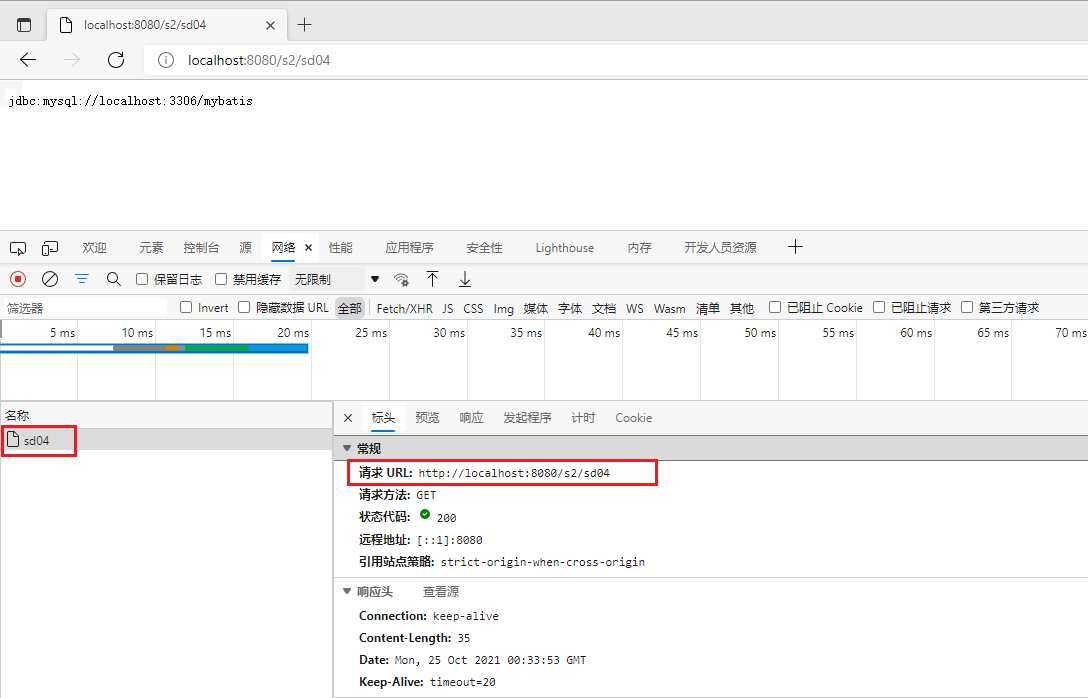 localhost:8080/s2/sd04
localhost:8080/s2/sd04
jdbc:mysql://localhost:3306/mybatis
欢迎 元素 控制台 源 网络 性能 应用程序 安全性 Lighthouse 内存 开发人员资源
保留日志 禁用缓存 无限制
筛选器 Invert 隐藏数据 URL 全部 Fetch/XHR JS CSS Img 媒体 字体 文档 WS Wasm 清单 其他 已阻止 Cookie 已阻止请求 第三方请求
5 ms 10 ms 15 ms 20 ms 25 ms 30 ms 35 ms 40 ms 45 ms 50 ms 55 ms 60 ms 65 ms 70 ms
名称
sd04
标头 预览 响应 发起程序 计时 Cookie
常规
请求 URL: http://localhost:8080/s2/sd04
请求方法: GET
状态代码: 200
远程地址: [::1]:8080
引用站点策略: strict-origin-when-cross-origin
响应头 查看源
Connection: keep-alive
Content-Length: 35
Date: Mon, 25 Oct 2021 00:33:53 GMT
Keep-Alive: timeout=20